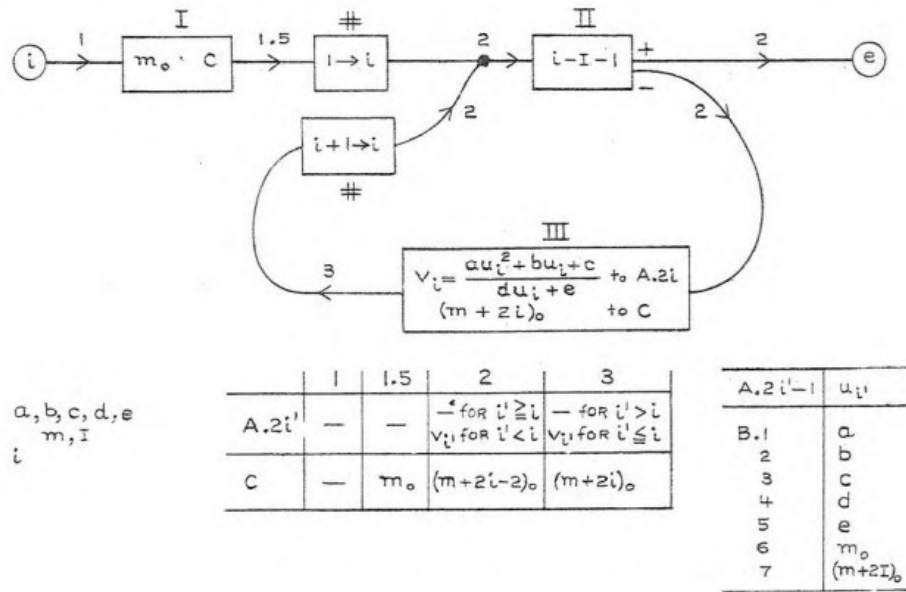 I
#
II
i
1
m₀ · C
1.5
1→i
2
i-I-1
+
-
2
e
i+1→i
#
2
2
III
vᵢ = (auᵢ²+buᵢ+c)/(duᵢ+e) to A.2i
(m+2i)₀ to C
3
a,b,c,d,e
m,I
i
1 1.5 2 3
A.2i' — — — FOR i'≧i — FOR i'>i
vᵢ' FOR i'<i vᵢ' FOR i'≦i
C — m₀ (m+2i-2)₀ (m+2i)₀
A.2i'-1 uᵢ'
B.1 a
2 b
3 c
4 d
5 e
6 m₀
7 (m+2I)₀